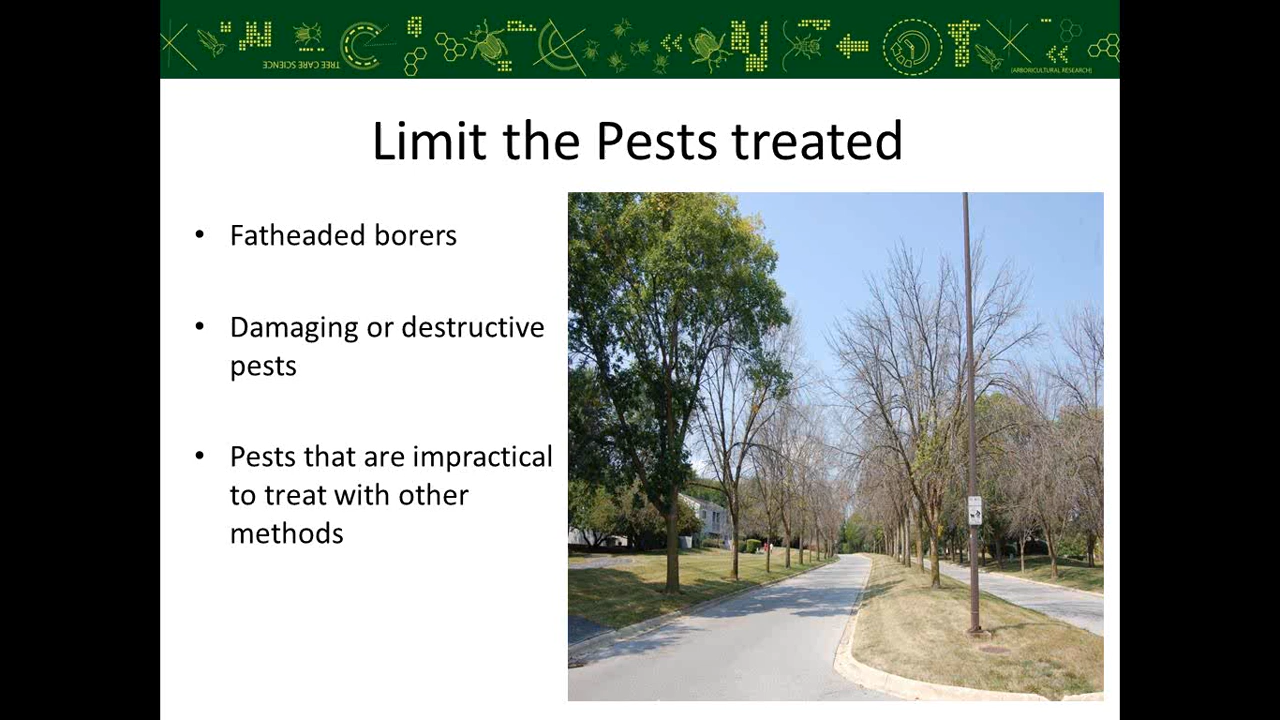 TREE CARE SCIENCE
[ARBORICULTURAL RESEARCH]
Limit the Pests treated
• Fatheaded borers
• Damaging or destructive
pests
• Pests that are impractical
to treat with other
methods